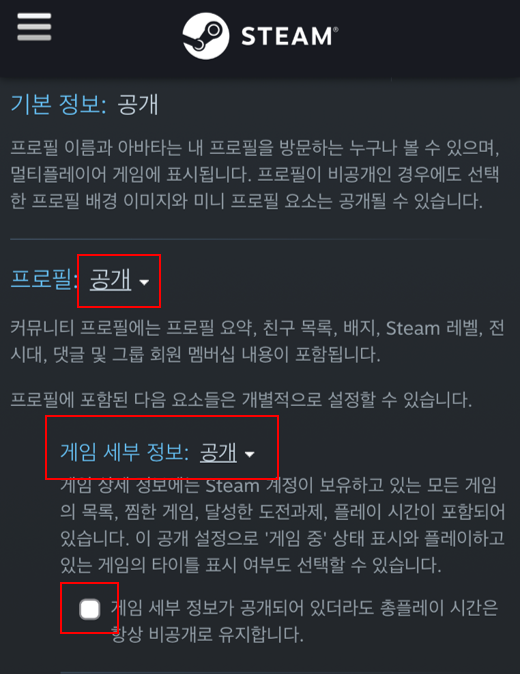 STEAM®
기본 정보: 공개
프로필 이름과 아바타는 내 프로필을 방문하는 누구나 볼 수 있으며,
멀티플레이어 게임에 표시됩니다. 프로필이 비공개인 경우에도 선택
한 프로필 배경 이미지와 미니 프로필 요소는 공개될 수 있습니다.
프로필: 공개
커뮤니티 프로필에는 프로필 요약, 친구 목록, 배지, Steam 레벨, 전
시대, 댓글 및 그룹 회원 멤버십 내용이 포함됩니다.
프로필에 포함된 다음 요소들은 개별적으로 설정할 수 있습니다.
게임 세부 정보: 공개
게임 상세 정보에는 Steam 계정이 보유하고 있는 모든 게임
의 목록, 찜한 게임, 달성한 도전과제, 플레이 시간이 포함되어
있습니다. 이 공개 설정으로 '게임 중' 상태 표시와 플레이하고
있는 게임의 타이틀 표시 여부도 선택할 수 있습니다.
게임 세부 정보가 공개되어 있더라도 총플레이 시간은
항상 비공개로 유지합니다.